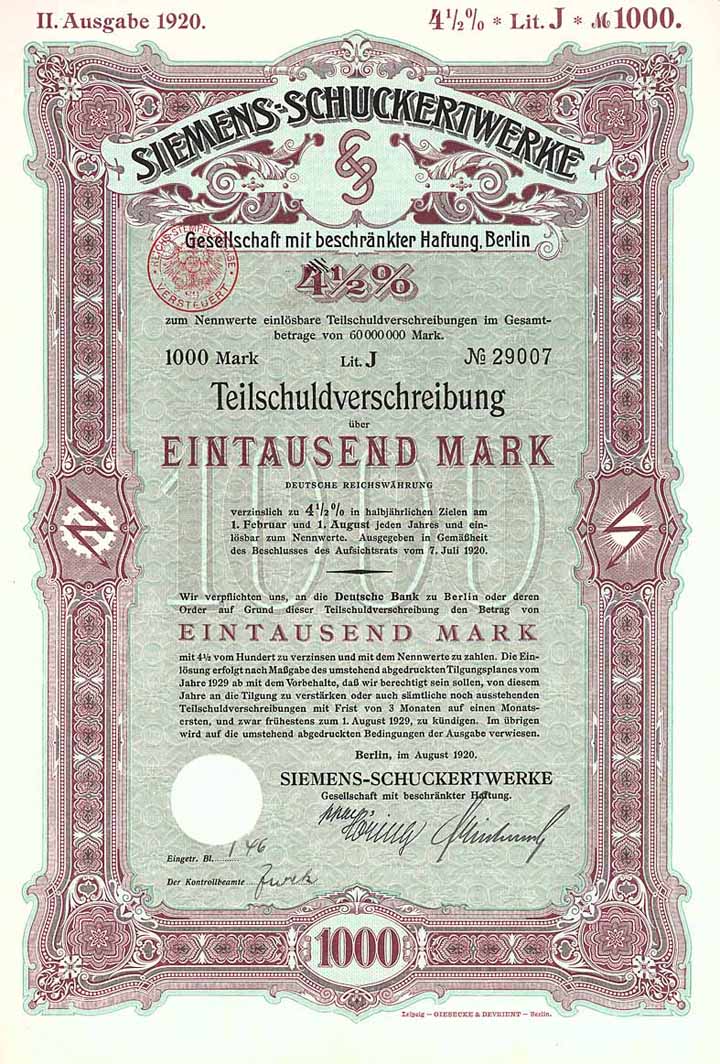 II. Ausgabe 1920.
4½% * Lit. J * ℳ 1000.
SIEMENS-SCHUCKERTWERKE
Gesellschaft mit beschränkter Haftung, Berlin
REICHS-STEMPEL-ABGABE
VERSTEUERT
4½%
zum Nennwerte einlösbare Teilschuldverschreibungen im Gesamt-
betrage von 60000000 Mark.
1000 Mark Lit. J № 29007
Teilschuldverschreibung
über
EINTAUSEND MARK
DEUTSCHE REICHSWÄHRUNG
1000
verzinslich zu 4½% in halbjährlichen Zielen am
1. Februar und 1. August jeden Jahres und ein-
lösbar zum Nennwerte. Ausgegeben in Gemäßheit
des Beschlusses des Aufsichtsrats vom 7. Juli 1920.
Wir verpflichten uns, an die Deutsche Bank zu Berlin oder deren
Order auf Grund dieser Teilschuldverschreibung den Betrag von
EINTAUSEND MARK
mit 4½ vom Hundert zu verzinsen und mit dem Nennwerte zu zahlen. Die Ein-
lösung erfolgt nach Maßgabe des umstehend abgedruckten Tilgungsplanes vom
Jahre 1929 ab mit dem Vorbehalte, daß wir berechtigt sein sollen, von diesem
Jahre an die Tilgung zu verstärken oder auch sämtliche noch ausstehenden
Teilschuldverschreibungen mit Frist von 3 Monaten auf einen Monats-
ersten, und zwar frühestens zum 1. August 1929, zu kündigen. Im übrigen
wird auf die umstehend abgedruckten Bedingungen der Ausgabe verwiesen.
Berlin, im August 1920.
SIEMENS-SCHUCKERTWERKE
Gesellschaft mit beschränkter Haftung.
Eingetr. Bl. 146
Der Kontrollbeamte
1000
Leipzig — GIESECKE & DEVRIENT — Berlin.